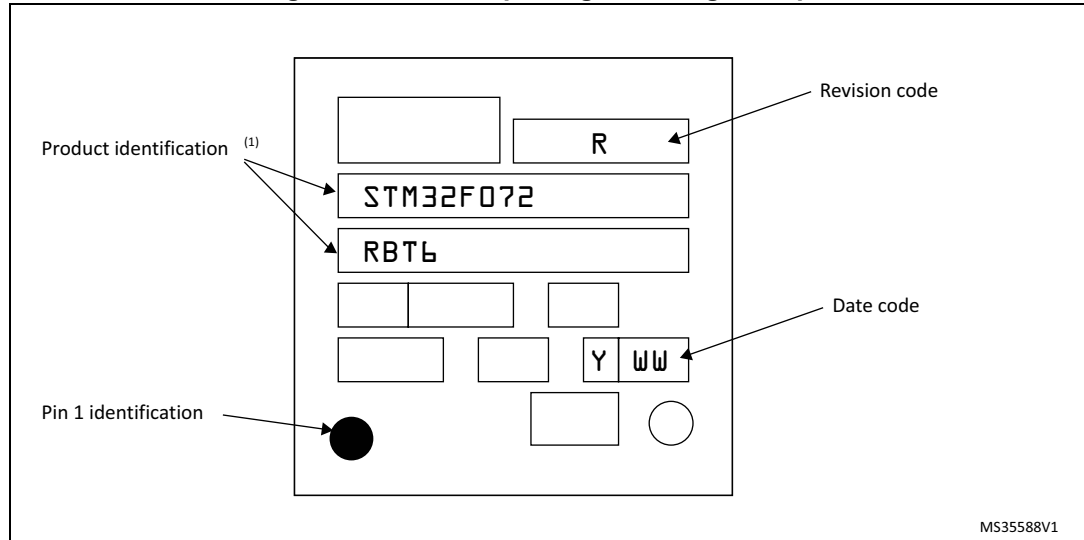 Revision code
R
Product identification (1)
STM32F072
RBT6
Date code
Y WW
Pin 1 identification
MS35588V1